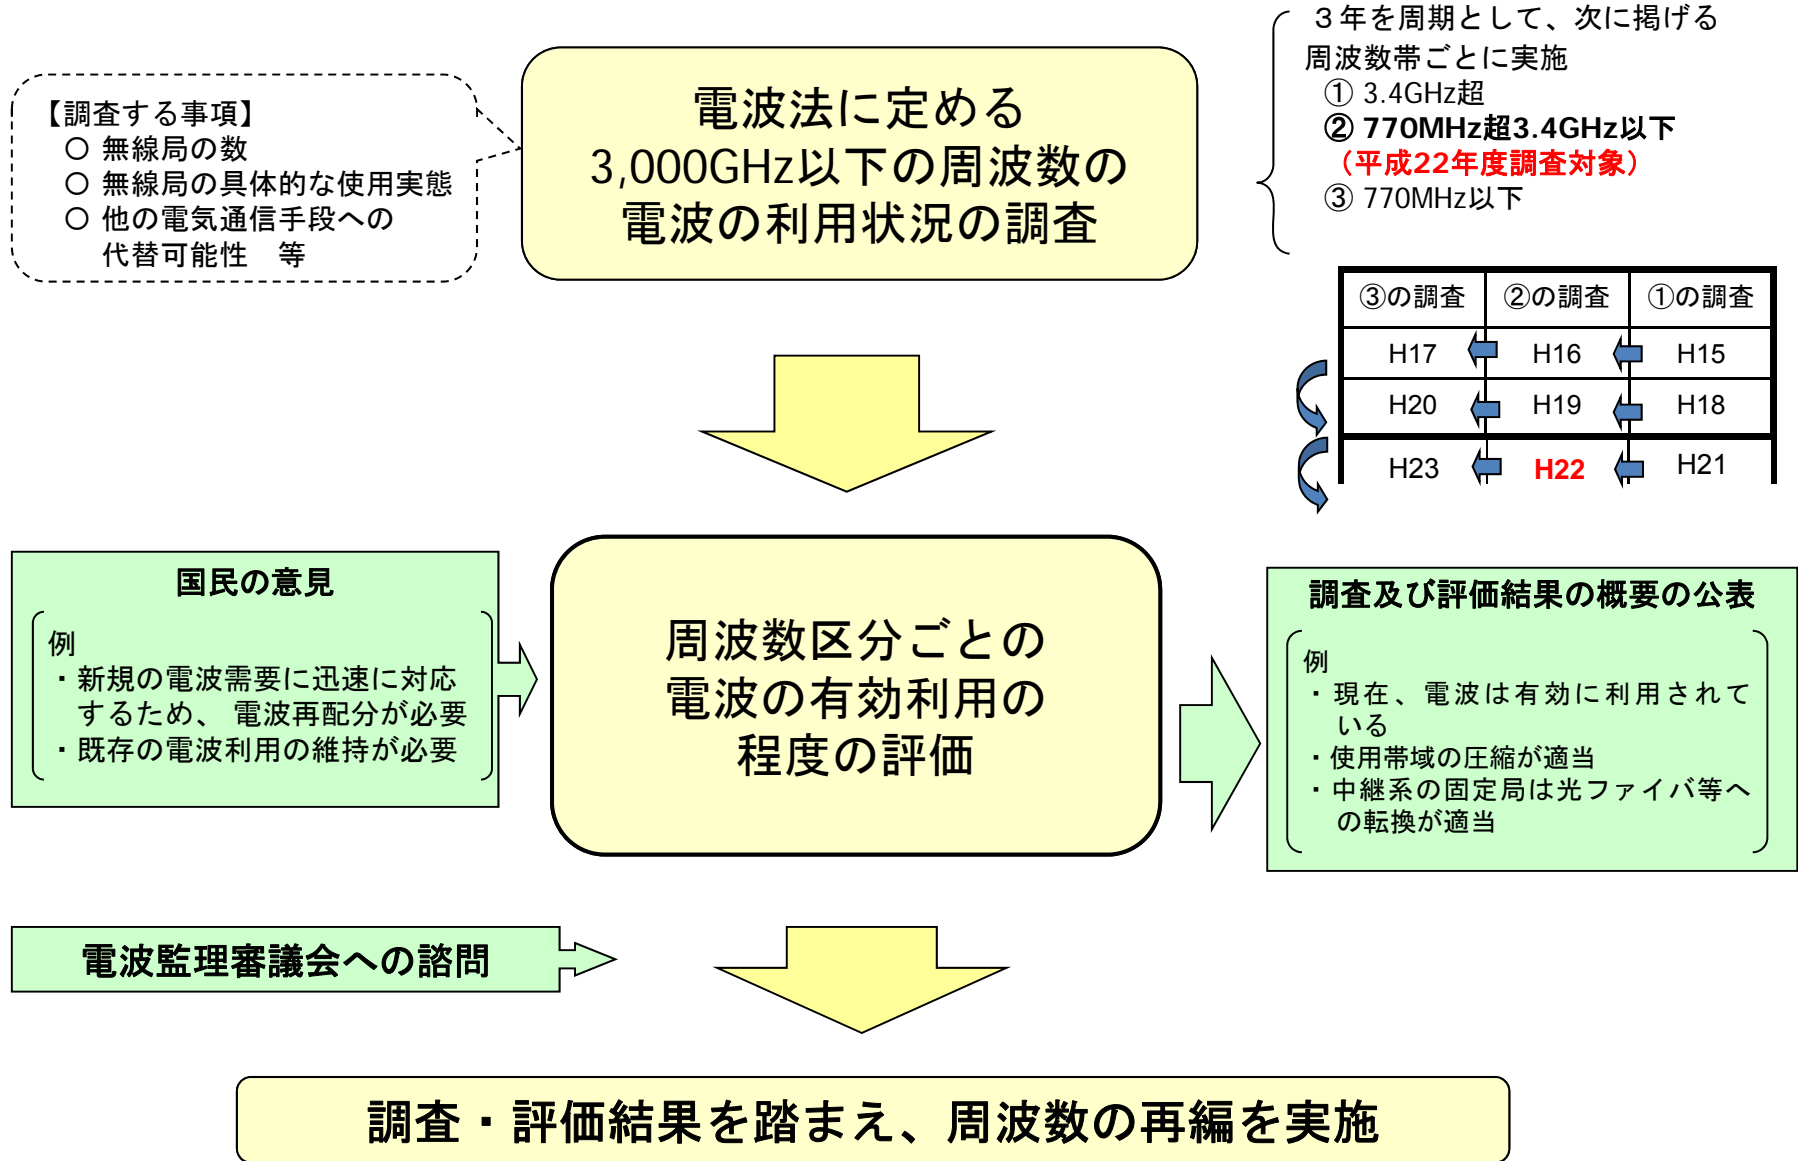 【調査する事項】
○ 無線局の数
○ 無線局の具体的な使用実態
○ 他の電気通信手段への
代替可能性　等
電波法に定める
3,000GHz以下の周波数の
電波の利用状況の調査
３年を周期として、次に掲げる
周波数帯ごとに実施
① 3.4GHz超
② 770MHz超3.4GHz以下
（平成22年度調査対象）
③ 770MHz以下
③の調査 ②の調査 ①の調査
H17 H16 H15
H20 H19 H18
H23 H22 H21
国民の意見
例
・新規の電波需要に迅速に対応
するため、 電波再配分が必要
・既存の電波利用の維持が必要
周波数区分ごとの
電波の有効利用の
程度の評価
調査及び評価結果の概要の公表
例
・現在、電波は有効に利用されて
いる
・使用帯域の圧縮が適当
・中継系の固定局は光ファイバ等へ
の転換が適当
電波監理審議会への諮問
調査・評価結果を踏まえ、周波数の再編を実施